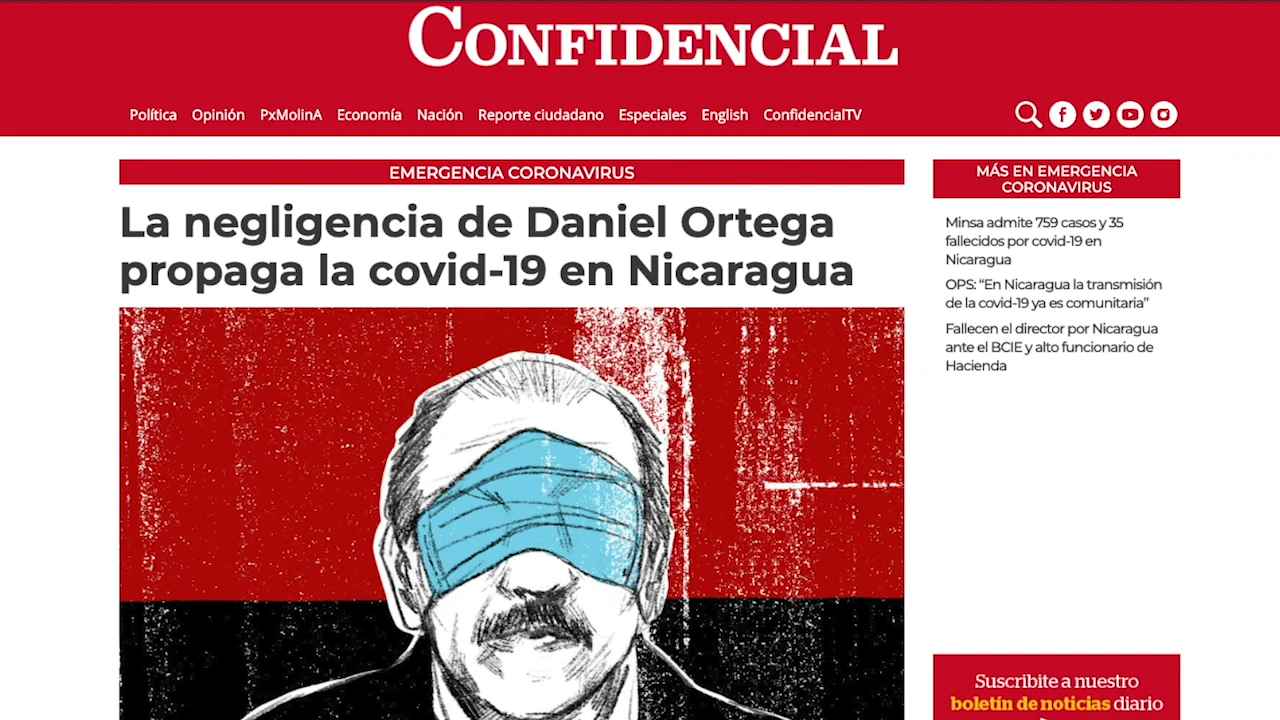 CONFIDENCIAL
Política Opinión PxMolinA Economía Nación Reporte ciudadano Especiales English ConfidencialTV
EMERGENCIA CORONAVIRUS
La negligencia de Daniel Ortega
propaga la covid-19 en Nicaragua
MÁS EN EMERGENCIA
CORONAVIRUS
Minsa admite 759 casos y 35
fallecidos por covid-19 en
Nicaragua
OPS: “En Nicaragua la transmisión
de la covid-19 ya es comunitaria”
Fallecen el director por Nicaragua
ante el BCIE y alto funcionario de
Hacienda
Suscribite a nuestro
boletín de noticias diario